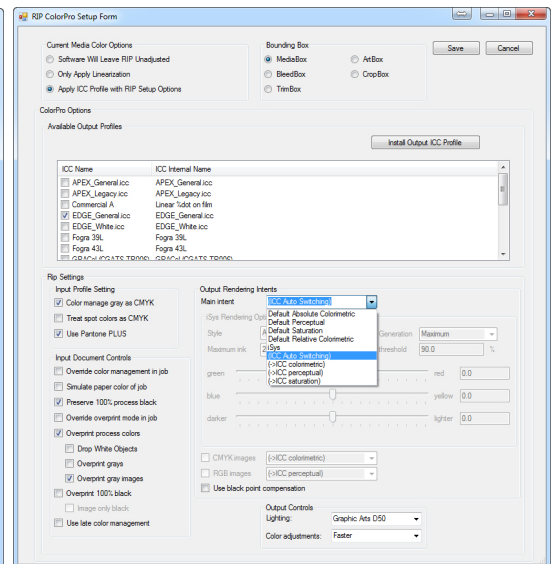 RIP ColorPro Setup Form
Current Media Color Options
Software Will Leave RIP Unadjusted
Only Apply Linearization
Apply ICC Profile with RIP Setup Options
Bounding Box
MediaBox
ArtBox
BleedBox
CropBox
TrimBox
Save
Cancel
ColorPro Options
Available Output Profiles
Install Output ICC Profile
ICC Name ICC Internal Name
APEX_General.icc APEX_General.icc
APEX_Legacy.icc APEX_Legacy.icc
Commercial A Linear %dot on film
EDGE_General.icc EDGE_General.icc
EDGE_White.icc EDGE_White.icc
Fogra 39L Fogra 39L
Fogra 43L Fogra 43L
Rip Settings
Input Profile Setting
Color manage gray as CMYK
Treat spot colors as CMYK
Use Pantone PLUS
Input Document Controls
Override color management in job
Simulate paper color of job
Preserve 100% process black
Override overprint mode in job
Overprint process colors
Drop White Objects
Overprint grays
Overprint gray images
Overprint 100% black
Image only black
Use late color management
Output Rendering Intents
Main intent (ICC Auto Switching)
Default Absolute Colorimetric
Default Perceptual
Default Saturation
Default Relative Colorimetric
iSys
(ICC Auto Switching)
(->ICC colorimetric)
(->ICC perceptual)
(->ICC saturation)
iSys Rendering
Style
Generation Maximum
Maximum ink
threshold 90.0 %
green red 0.0
blue yellow 0.0
darker lighter 0.0
CMYK images (->ICC colorimetric)
RGB images (->ICC perceptual)
Use black point compensation
Output Controls
Lighting: Graphic Arts D50
Color adjustments: Faster